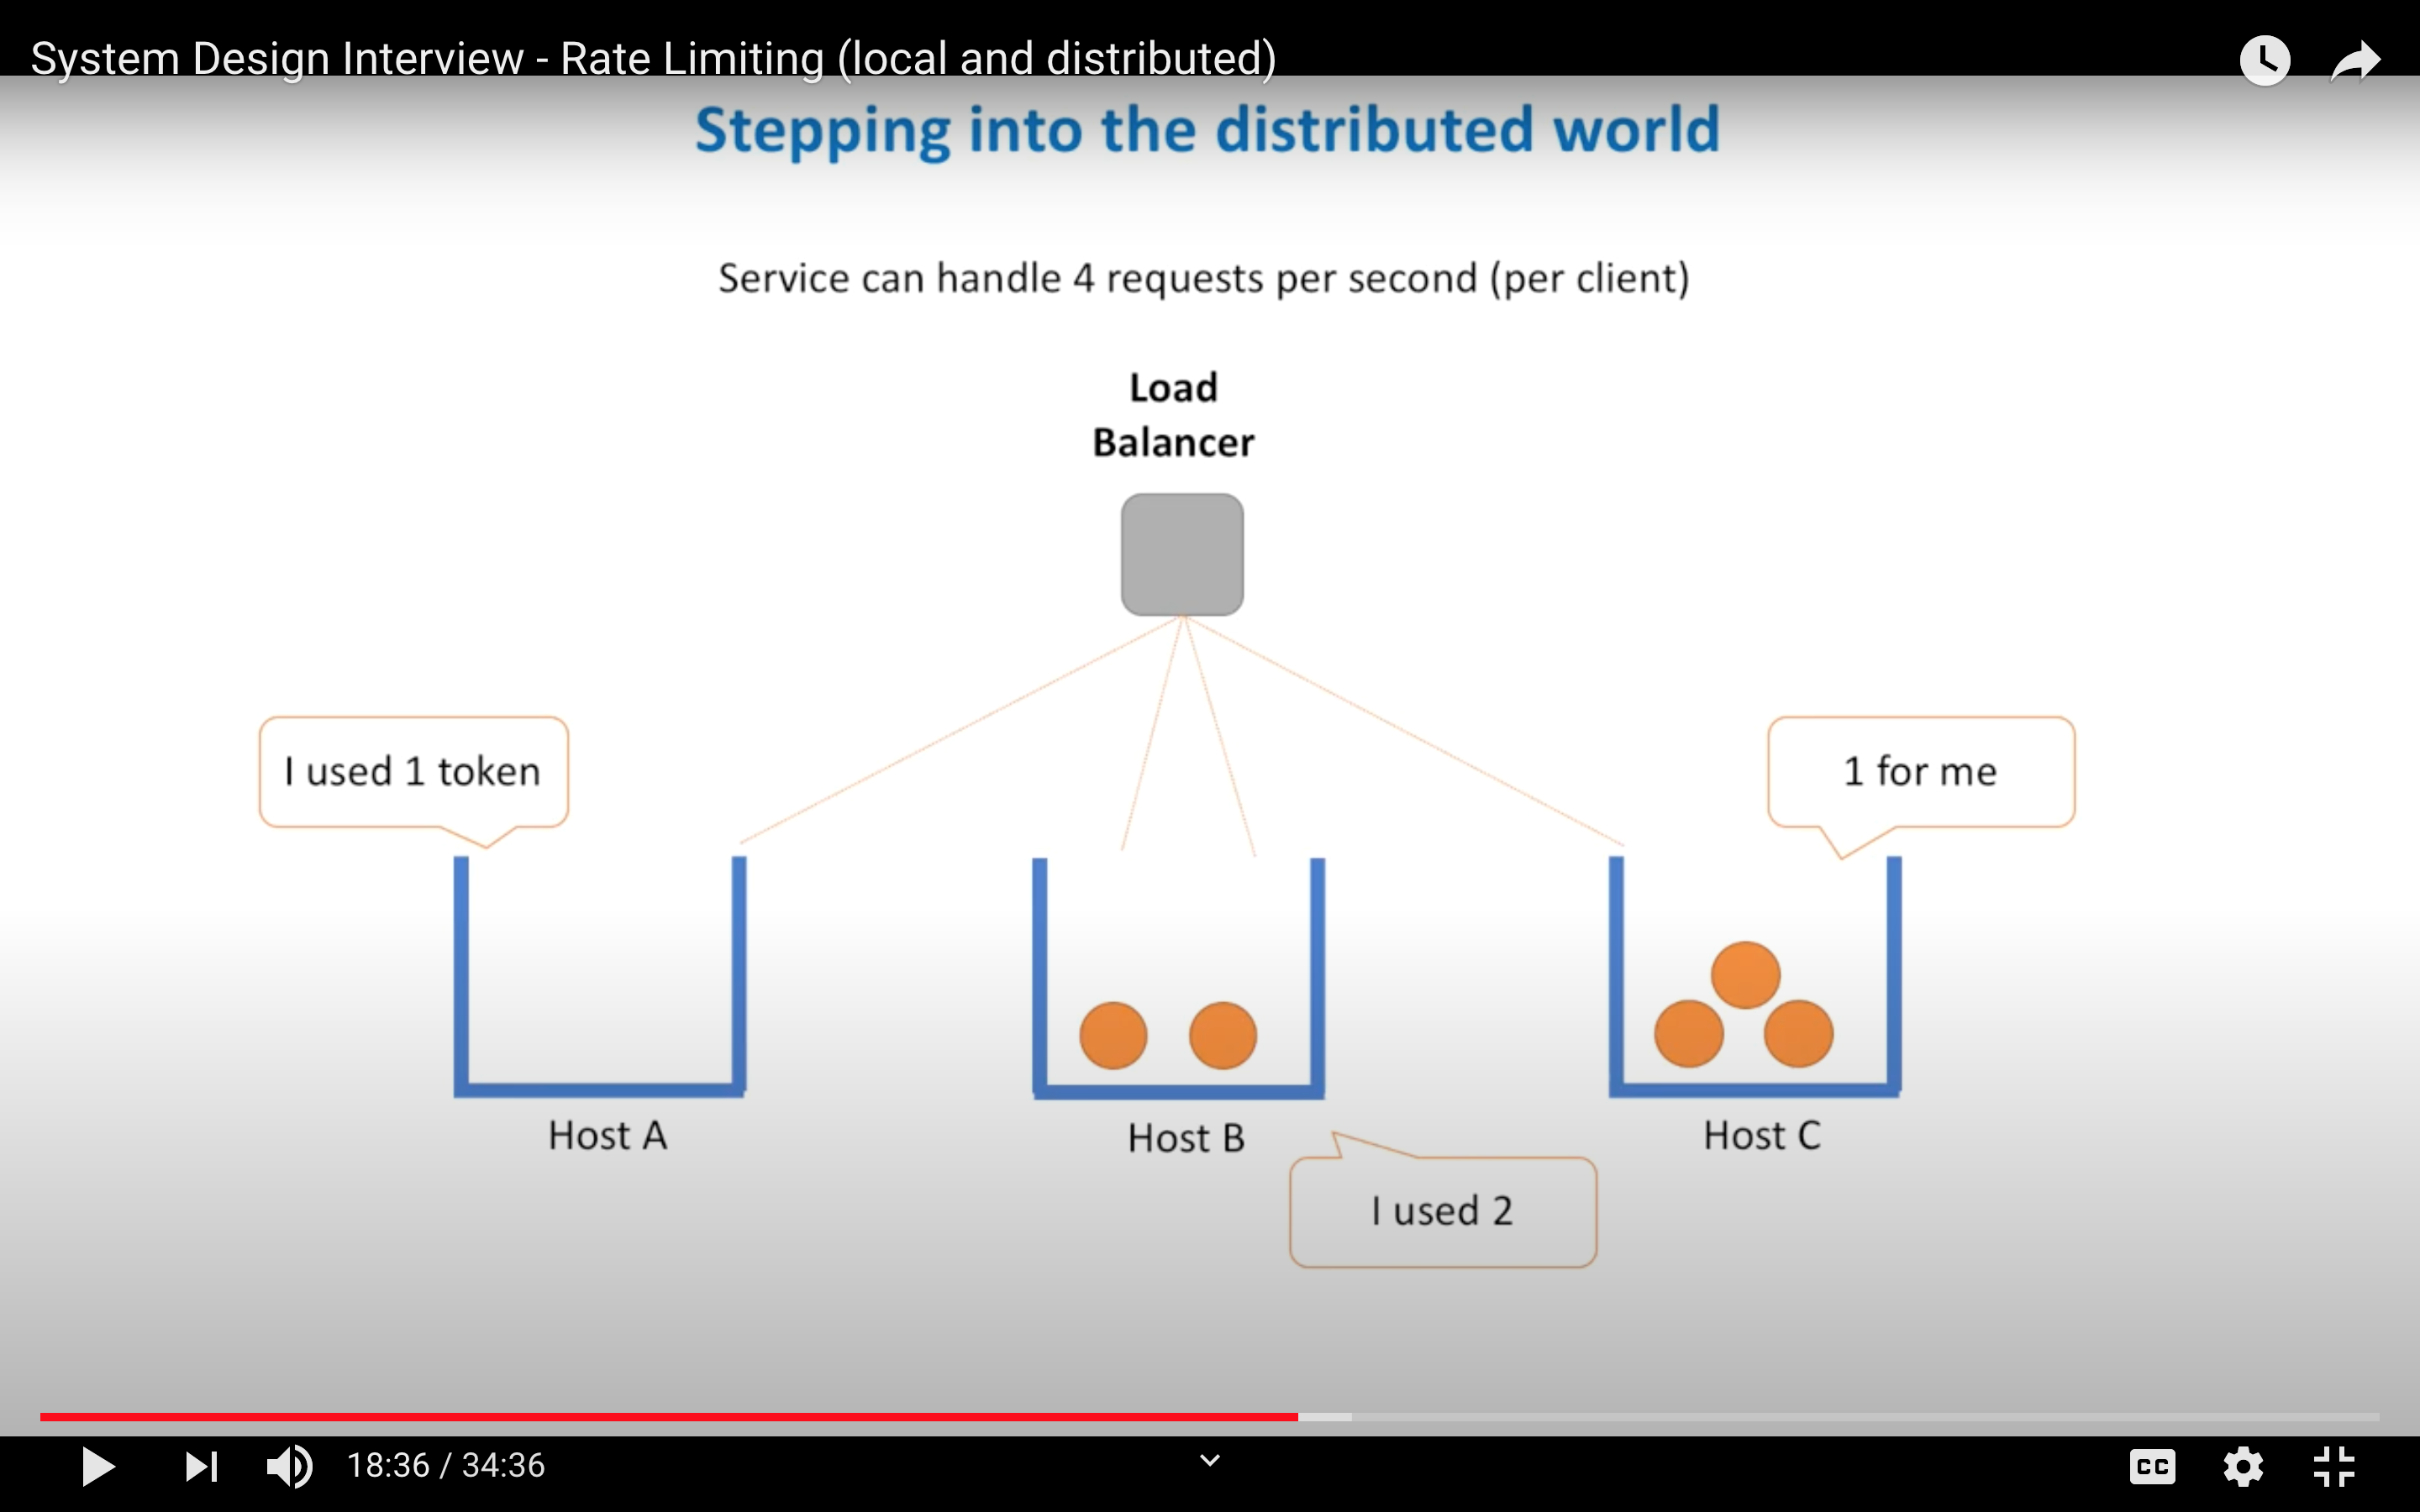 System Design Interview - Rate Limiting (local and distributed)
Stepping into the distributed world
Service can handle 4 requests per second (per client)
Load
Balancer
I used 1 token
1 for me
Host A
Host B
Host C
I used 2
18:36 / 34:36
CC